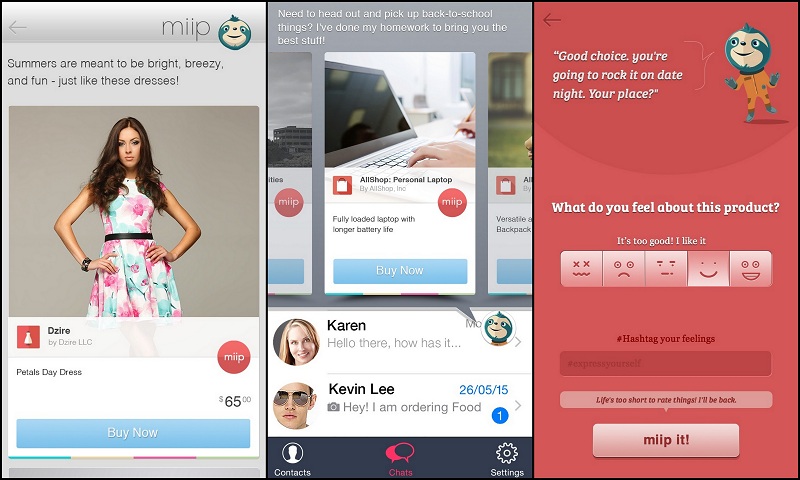 miip
Summers are meant to be bright, breezy,
and fun - just like these dresses!
Dzire
by Dzire LLC
miip
Petals Day Dress
$65.00
Buy Now
Need to head out and pick up back-to-school
things? I've done my homework to bring you the
best stuff!
AllShop: Personal Laptop
By AllShop, Inc
miip
miip
Fully loaded laptop with
longer battery life
Versatile a
Backpack
Buy Now
Karen
Mo
Hello there, how has it...
Kevin Lee
26/05/15
Hey! I am ordering Food
1
Contacts
Chats
Settings
"Good choice. you're
going to rock it on date
night. Your place?"
What do you feel about this product?
It's too good! I like it
#Hashtag your feelings
#expressyourself
Life's too short to rate things! I'll be back.
miip it!